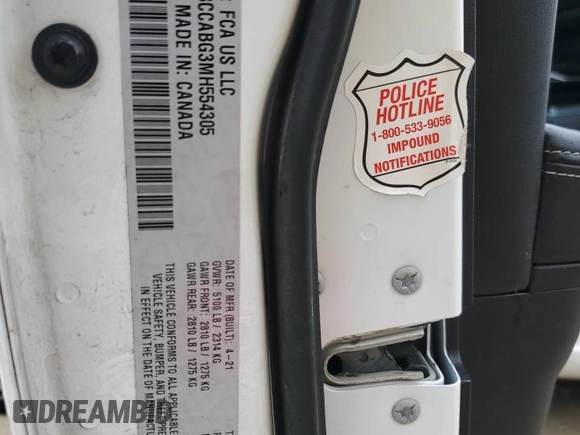 FCA US LLC
CCABG3MH554305
MADE IN: CANADA
DATE OF MFR (BUILT): 4-21
GVWR: 5100 LB / 2314 KG
GAWR FRONT: 2810 LB / 1275 KG
GAWR REAR: 2810 LB / 1275 KG
THIS VEHICLE CONFORMS TO ALL APPLICABLE
VEHICLE SAFETY, BUMPER, AND
IN EFFECT ON THE DATE OF MANUFACTURE
POLICE
HOTLINE
1-800-533-9056
IMPOUND
NOTIFICATIONS
DREAMB